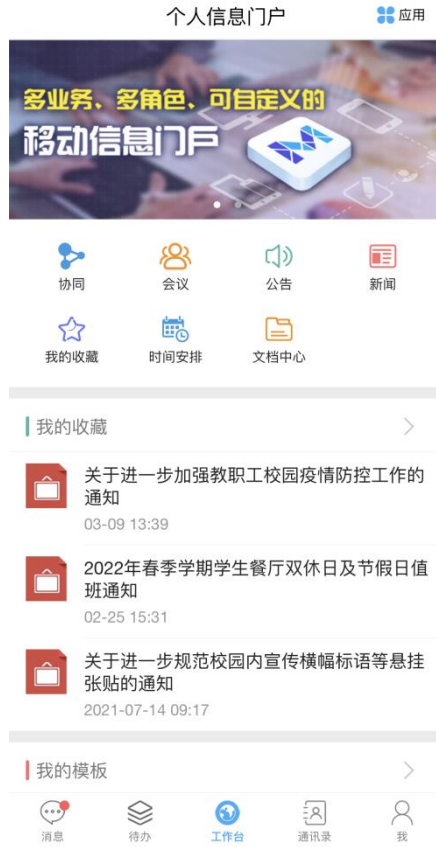 个人信息门户
应用
多业务、多角色、可自定义的
移动信息门户
协同
会议
公告
新闻
我的收藏
时间安排
文档中心
我的收藏
关于进一步加强教职工校园疫情防控工作的
通知
03-09 13:39
2022年春季学期学生餐厅双休日及节假日值
班通知
02-25 15:31
关于进一步规范校园内宣传横幅标语等悬挂
张贴的通知
2021-07-14 09:17
我的模板
消息
待办
工作台
通讯录
我